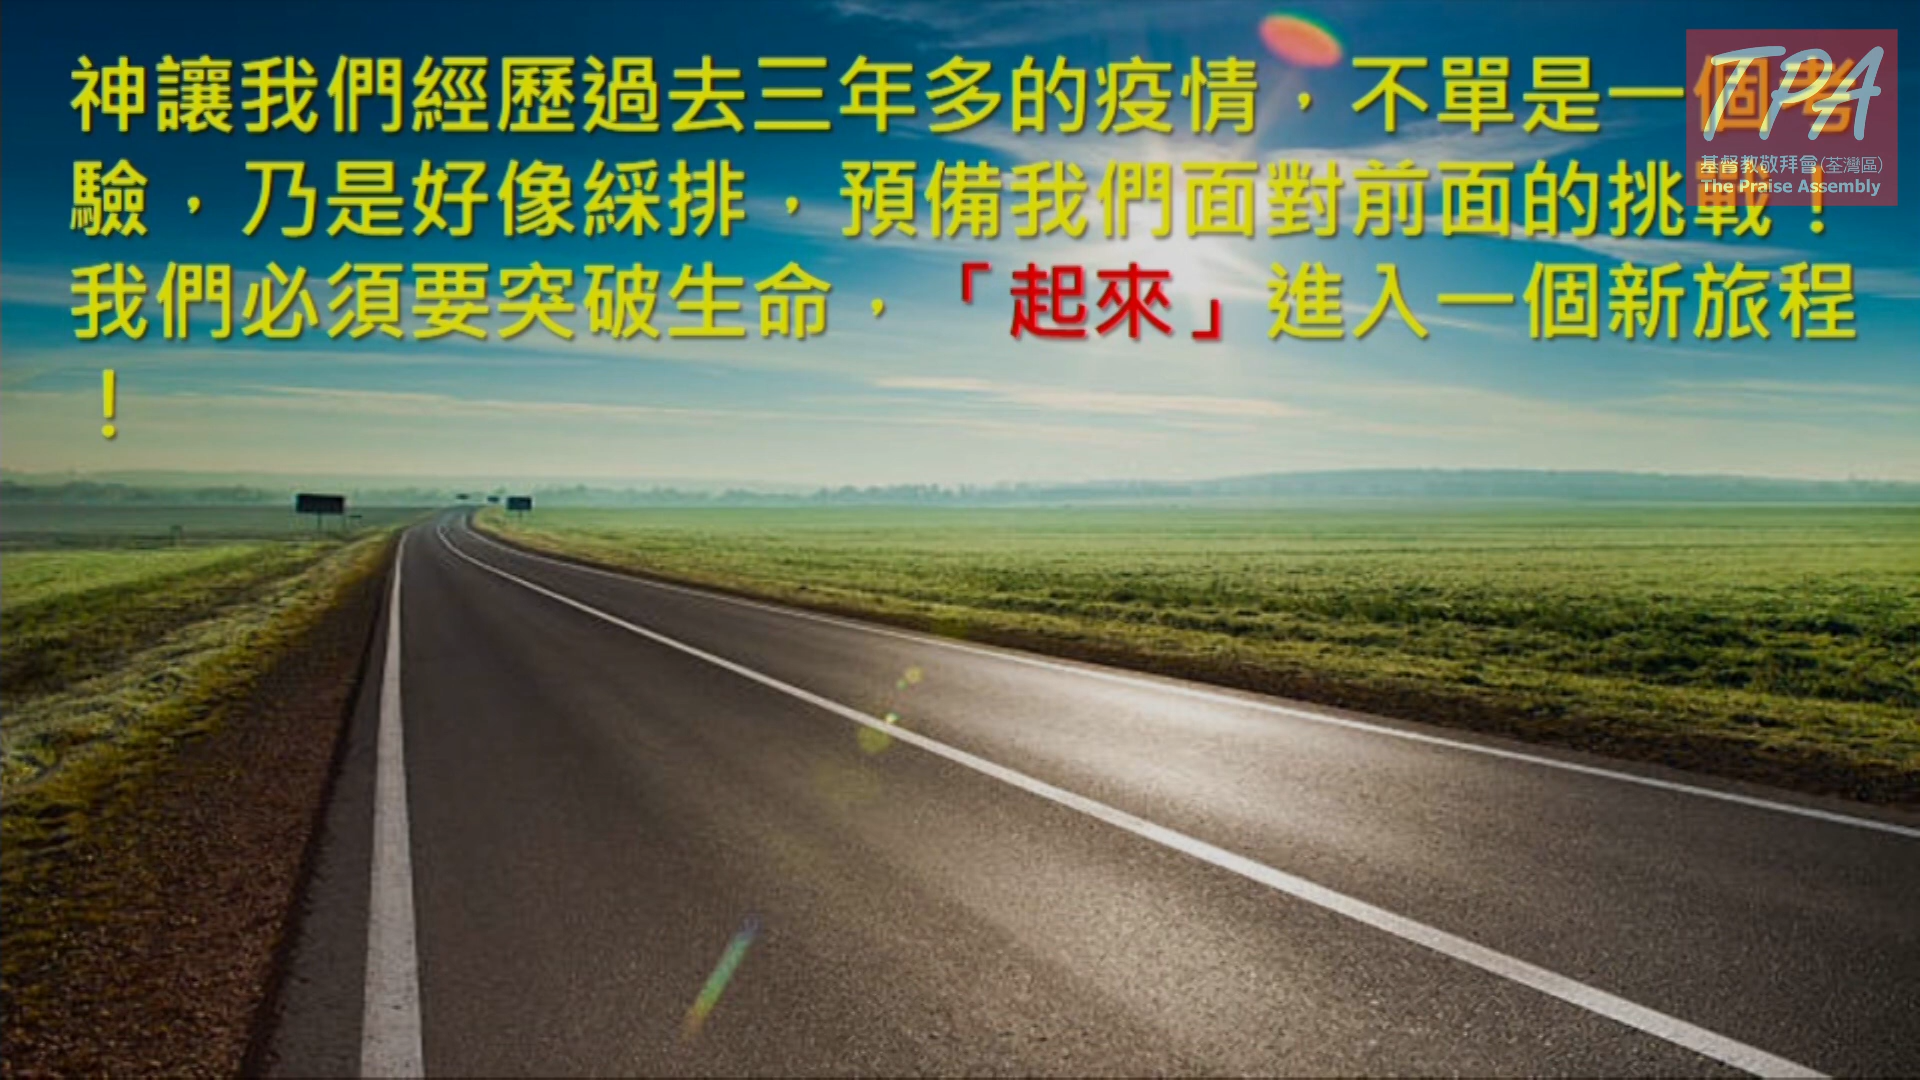 神讓我們經歷過去三年多的疫情，不單是一個考
驗，乃是好像綵排，預備我們面對前面的挑戰！
我們必須要突破生命，「起來」進入一個新旅程
！
TPA
基督教敬拜會(荃灣區)
The Praise Assembly